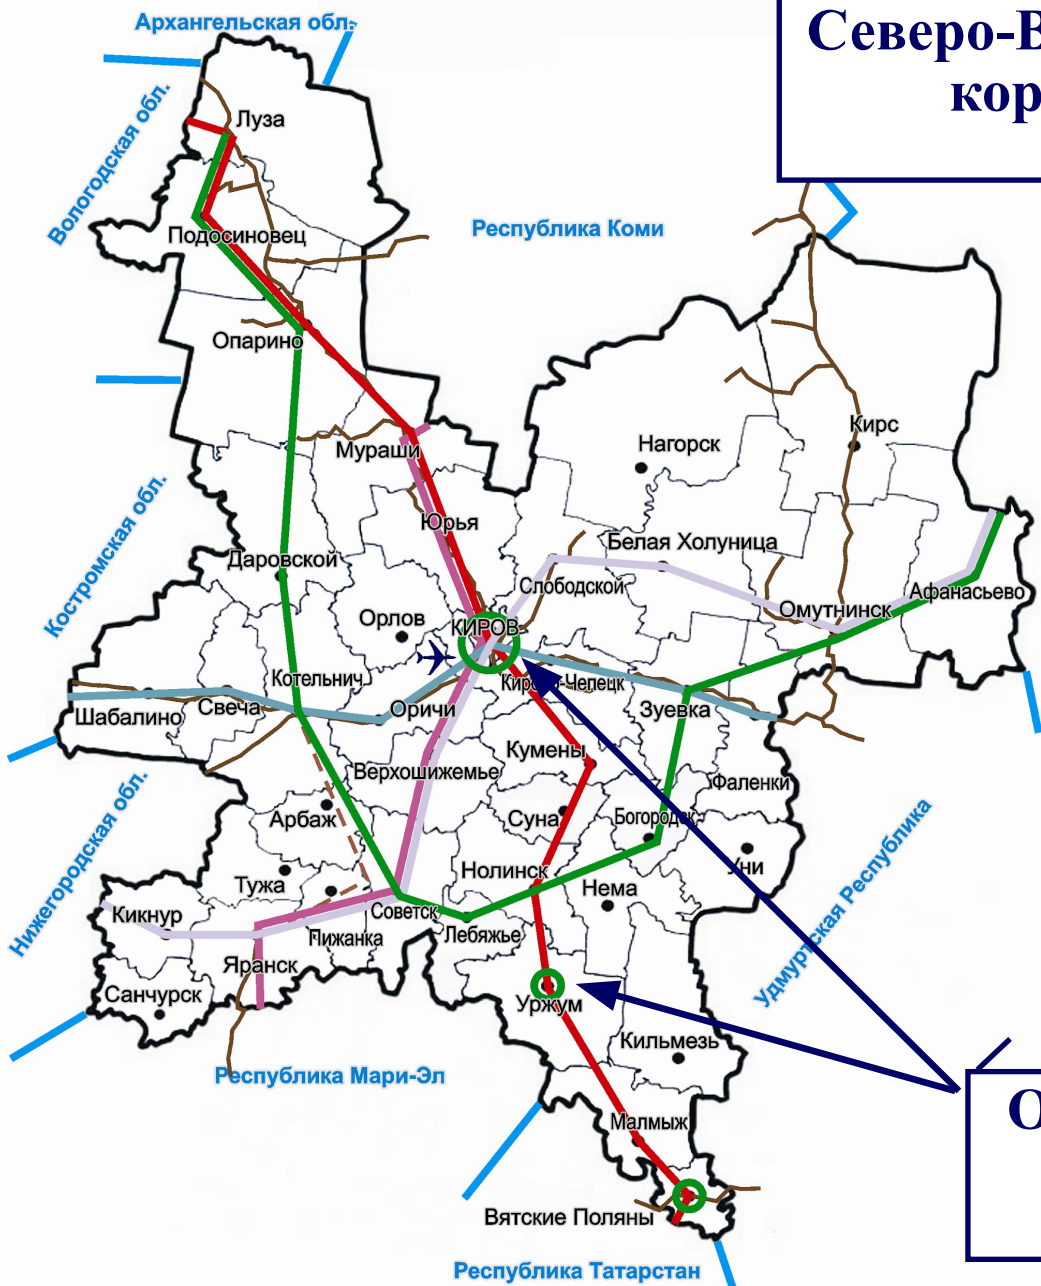 Архангельская обл.
Северо-В
кор
Вологодская обл.
Луза
Республика Коми
Подосиновец
Опарино
Мураши
Нагорск
Кирс
Костромская обл.
Юрья
Белая Холуница
Даровской
Слободской
Афанасьево
Омутнинск
Орлов
КИРОВ
Котельнич
Кирово-Чепецк
Шабалино
Свеча
Оричи
Зуевка
Кумены
Верхошижемье
Фаленки
Нижегородская обл.
Арбаж
Суна
Богородск
Удмуртская Республика
Уни
Нолинск
Тужа
Нема
Кикнур
Советск
Пижанка
Лебяжье
Яранск
Санчурск
Уржум
Кильмезь
Республика Мари-Эл
О
Малмыж
Вятские Поляны
Республика Татарстан